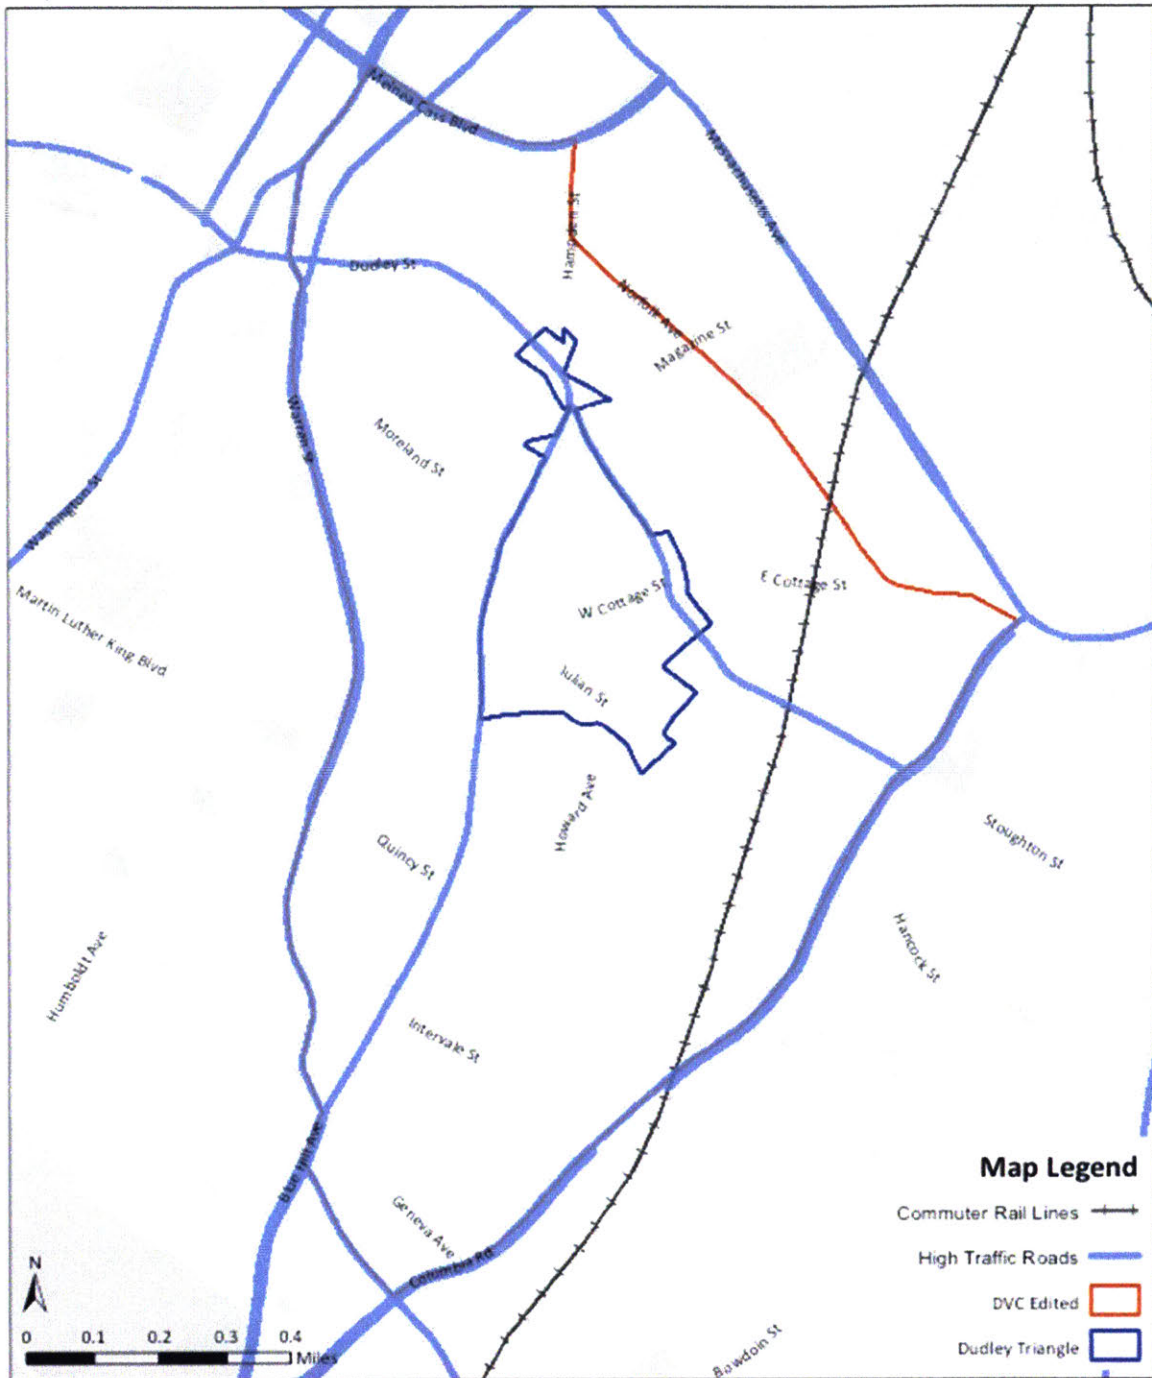 Melnea Cass Blvd
Massachusetts Ave
Hampden St
Dudley St
Norfolk Ave
Magazine St
Warren St
Moreland St
Washington St
W Cottage St
E Cottage St
Martin Luther King Blvd
Julian St
Howard Ave
Quincy St
Stoughton St
Hancock St
Humboldt Ave
Intervale St
Blue Hill Ave
Geneva Ave
Columbia Rd
Bowdoin St
Map Legend
Commuter Rail Lines
High Traffic Roads
DVC Edited
Dudley Triangle
N
0 0.1 0.2 0.3 0.4
Miles